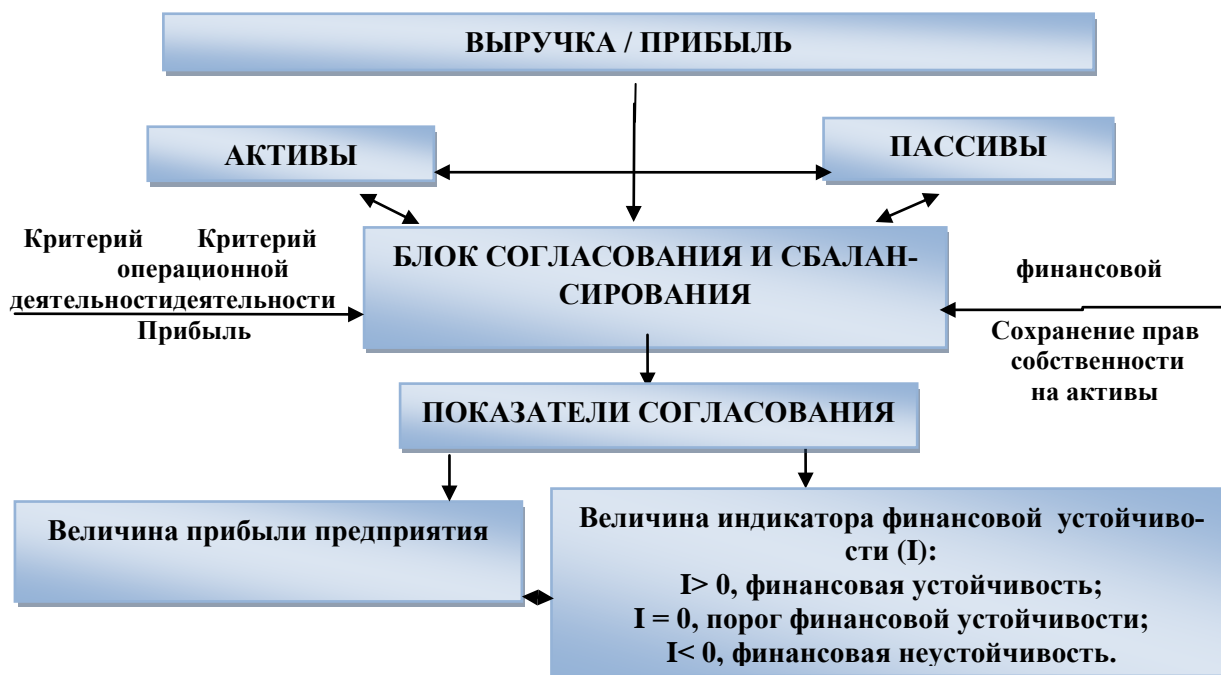 ВЫРУЧКА / ПРИБЫЛЬ
АКТИВЫ
ПАССИВЫ
Критерий Критерий
операционной
деятельностидеятельности
Прибыль
БЛОК СОГЛАСОВАНИЯ И СБАЛАН-
СИРОВАНИЯ
финансовой
Сохранение прав
собственности
на активы
ПОКАЗАТЕЛИ СОГЛАСОВАНИЯ
Величина прибыли предприятия
Величина индикатора финансовой устойчиво-
сти (I):
I> 0, финансовая устойчивость;
I = 0, порог финансовой устойчивости;
I< 0, финансовая неустойчивость.